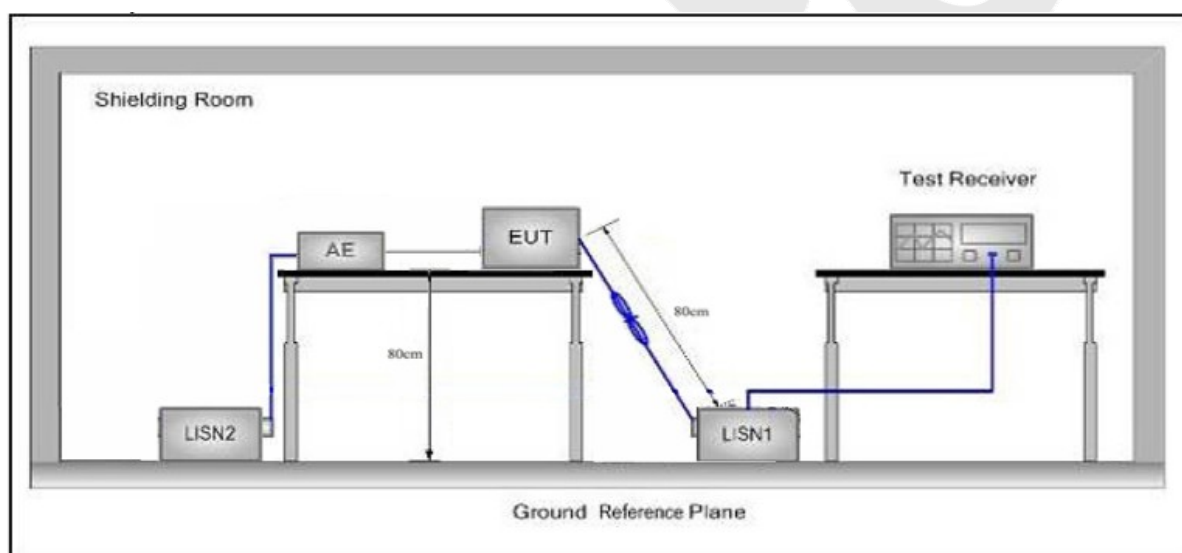 Shielding Room
Test Receiver
AE
EUT
80cm
80cm
LISN2
LISN1
Ground Reference Plane